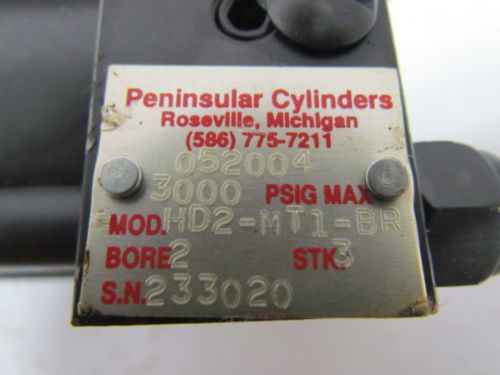 Peninsular Cylinders
Roseville, Michigan
(586) 775-7211
052004
3000 PSIG MAX
MOD. HD2-MT1-BR
BORE 2 STK. 3
S.N. 233020